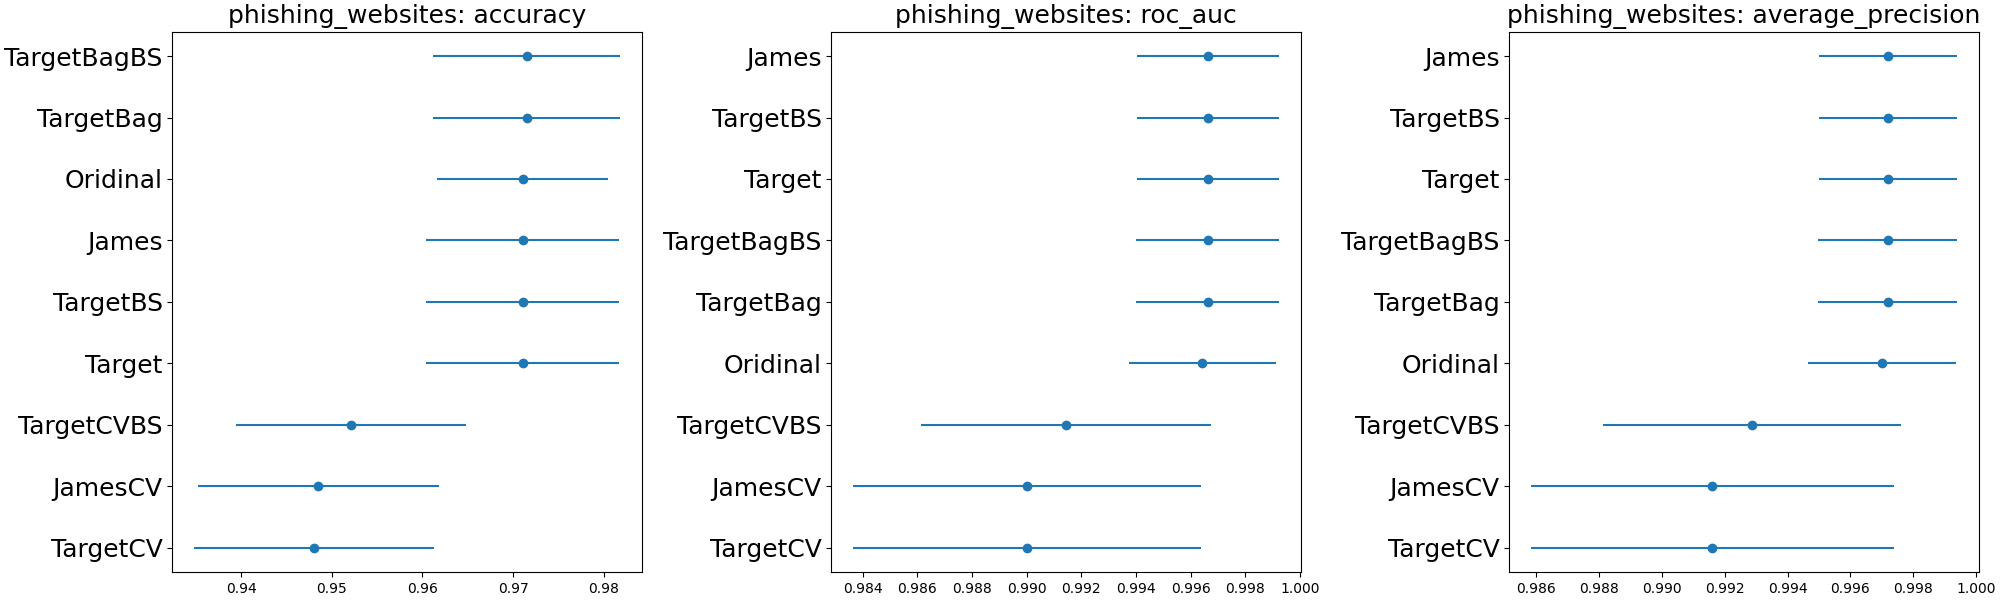 phishing_websites: accuracy
TargetBagBS
TargetBag
Oridinal
James
TargetBS
Target
TargetCVBS
JamesCV
TargetCV
0.94 0.95 0.96 0.97 0.98
phishing_websites: roc_auc
James
TargetBS
Target
TargetBagBS
TargetBag
Oridinal
TargetCVBS
JamesCV
TargetCV
0.984 0.986 0.988 0.990 0.992 0.994 0.996 0.998 1.000
phishing_websites: average_precision
James
TargetBS
Target
TargetBagBS
TargetBag
Oridinal
TargetCVBS
JamesCV
TargetCV
0.986 0.988 0.990 0.992 0.994 0.996 0.998 1.000